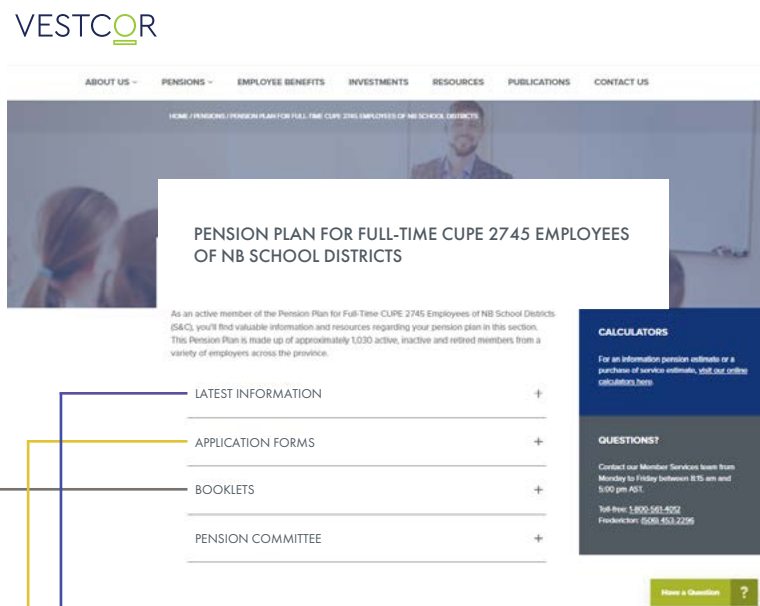 VESTCOR
ABOUT US ~ PENSIONS ~ EMPLOYEE BENEFITS INVESTMENTS RESOURCES PUBLICATIONS CONTACT US
HOME / PENSIONS / PENSION PLAN FOR FULL-TIME CUPE 2745 EMPLOYEES OF NB SCHOOL DISTRICTS
PENSION PLAN FOR FULL-TIME CUPE 2745 EMPLOYEES
OF NB SCHOOL DISTRICTS
As an active member of the Pension Plan for Full-Time CUPE 2745 Employees of NB School Districts
(S&C), you'll find valuable information and resources regarding your pension plan in this section.
This Pension Plan is made up of approximately 1,030 active, inactive and retired members from a
variety of employers across the province.
LATEST INFORMATION +
APPLICATION FORMS +
BOOKLETS +
PENSION COMMITTEE +
CALCULATORS
For an information pension estimate or a
purchase of service estimate, visit our online
calculators here.
QUESTIONS?
Contact our Member Services team from
Monday to Friday between 8:15 am and
5:00 pm AST.
Toll-free: 1-800-561-4012
Fredericton: (506) 453-2296
Have a Question ?